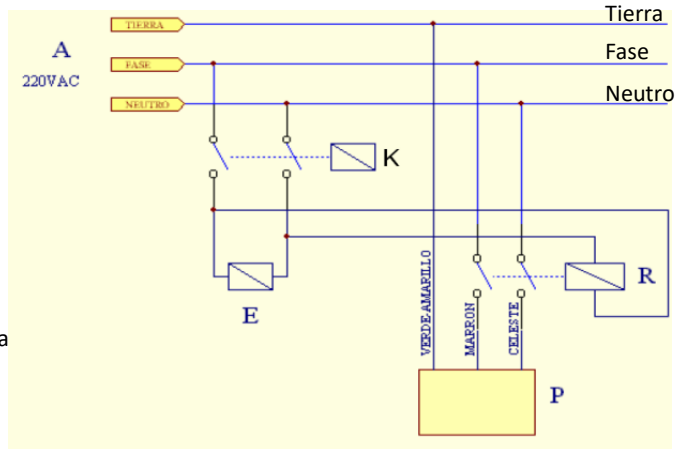 Tierra
TIERRA
A
FASE
Fase
220VAC
NEUTRO
Neutro
K
VERDE AMARILLO
MARRON
CELESTE
R
E
a
P